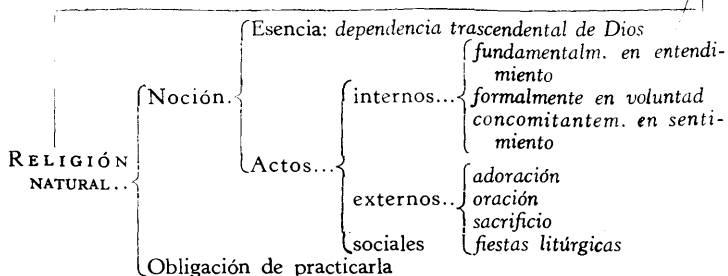 Esencia: dependencia trascendental de Dios
fundamentalm. en entendi-
miento
Noción.
internos...
formalmente en voluntad
concomitantem. en senti-
miento
RELIGIÓN
NATURAL..
Actos...
adoración
externos..
oración
sacrificio
sociales
fiestas litúrgicas
Obligación de practicarla